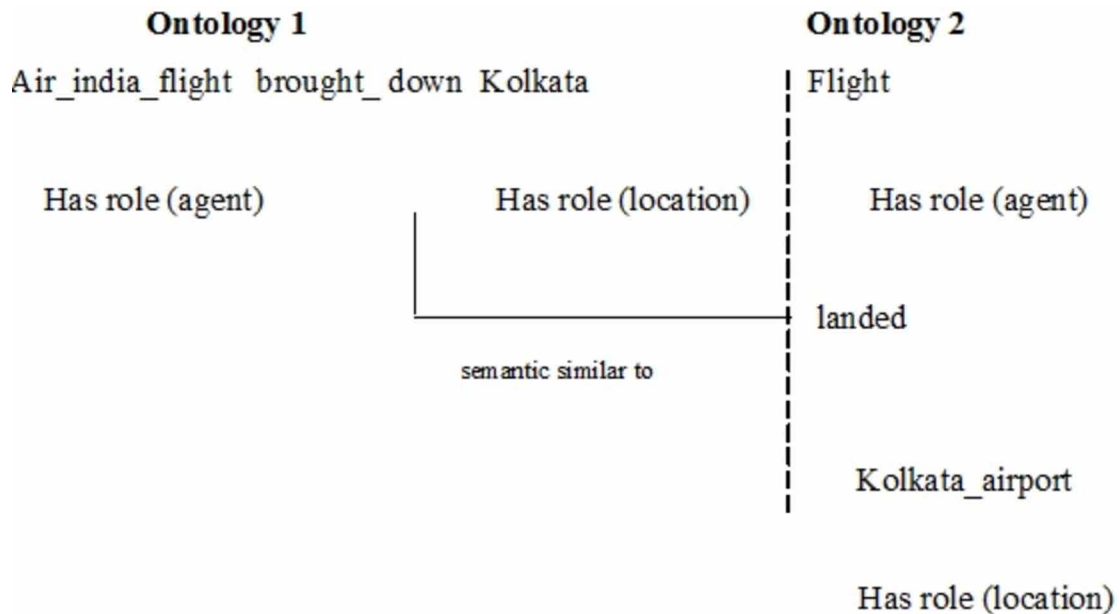 Ontology 1
Air_india_flight brought_ down Kolkata
Has role (agent)
Has role (location)
semantic similar to
Ontology 2
Flight
Has role (agent)
landed
Kolkata_airport
Has role (location)